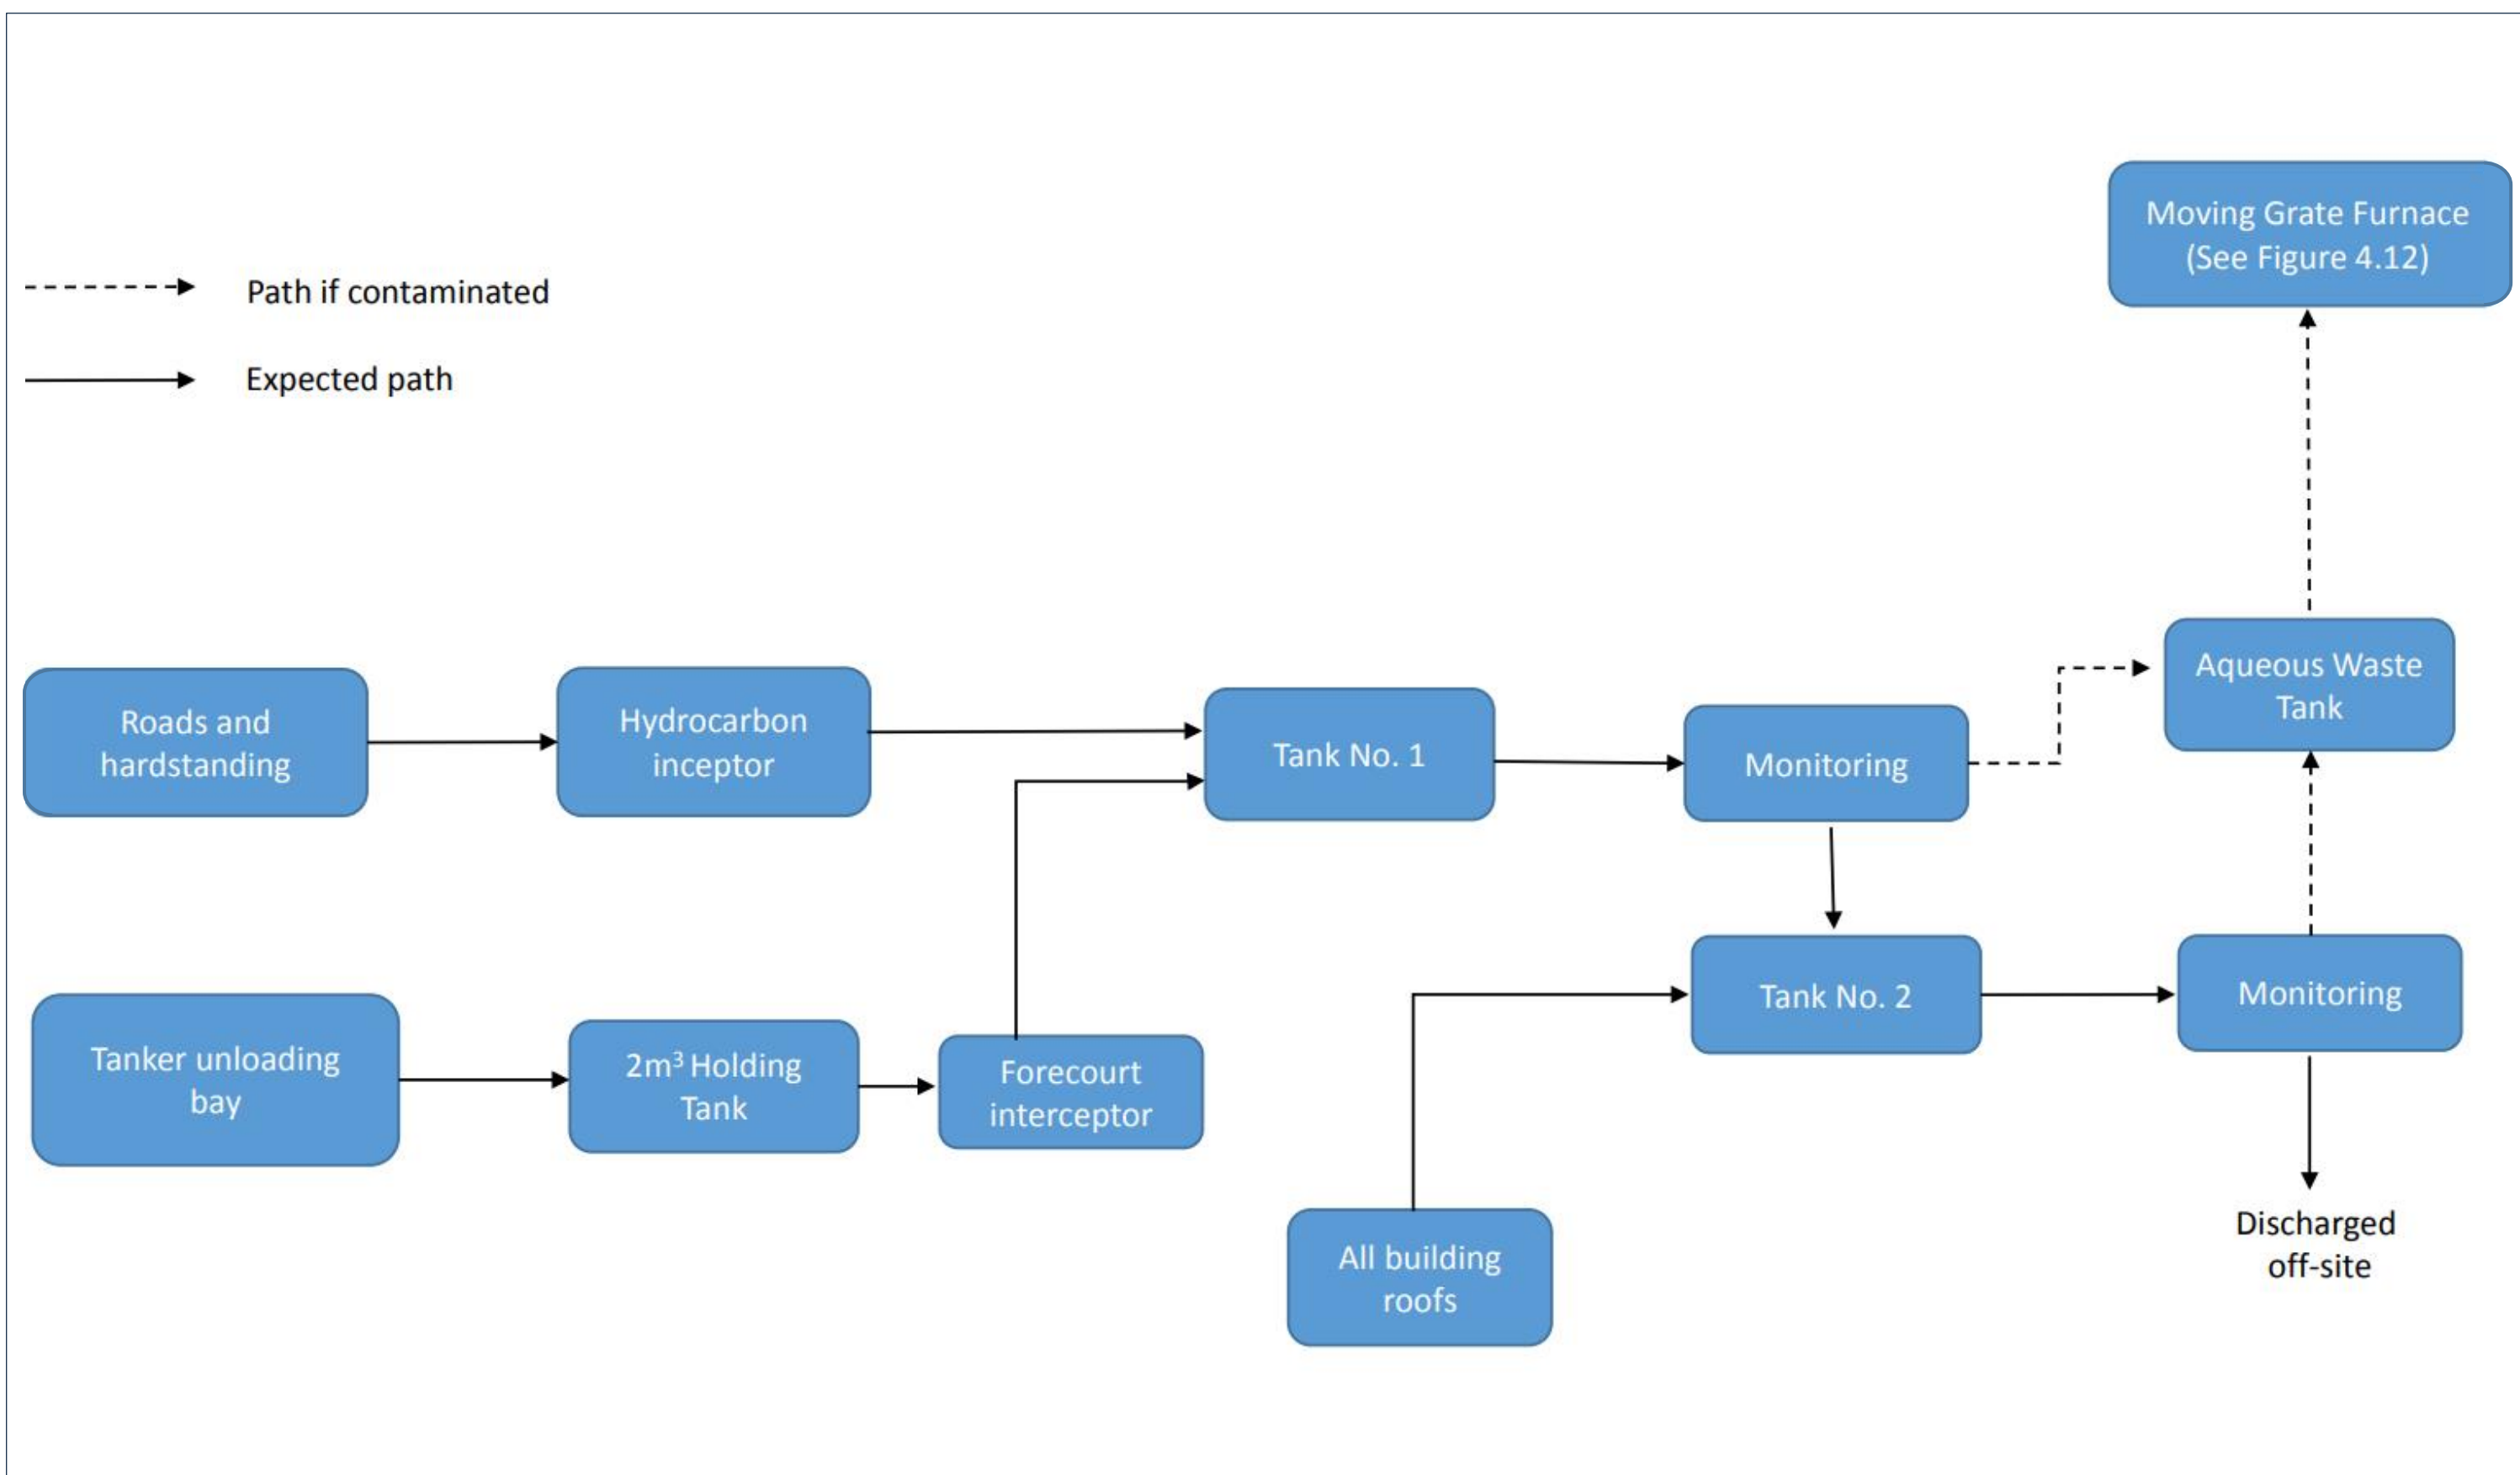 Path if contaminated
Expected path
Moving Grate Furnace
(See Figure 4.12)
Roads and
hardstanding
Hydrocarbon
inceptor
Tank No. 1
Monitoring
Aqueous Waste
Tank
Tanker unloading
bay
2m³ Holding
Tank
Forecourt
interceptor
Tank No. 2
Monitoring
All building
roofs
Discharged
off-site